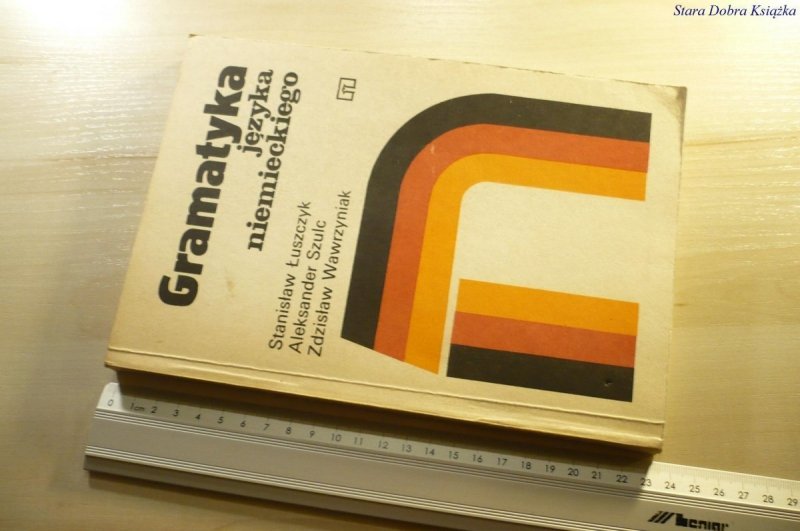 Stara Dobra Książka
Gramatyka
języka
niemieckiego
Stanisław Łuszczyk
Aleksander Szulc
Zdzisław Wawrzyniak
0 1cm 2 3 4 5 6 7 8 9 10 11 12 13 14 15 16 17 18 19 20 21 22 23 24 25 26 27 28 29